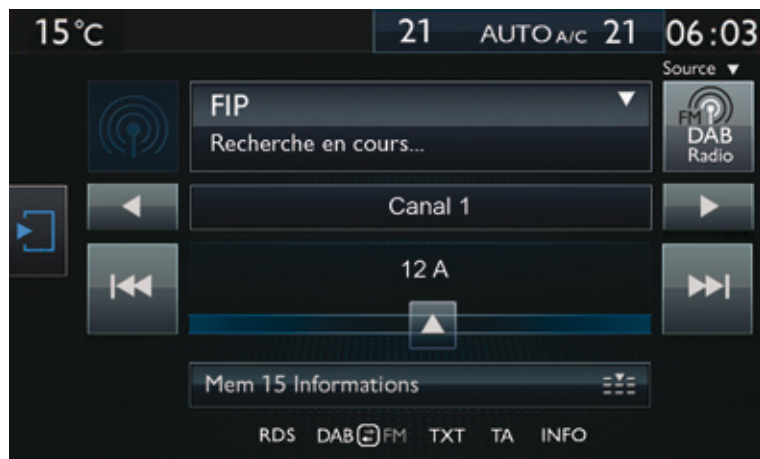 15°C 21 AUTO A/C 21 06:03
Source ▼
FIP ▼
Recherche en cours...
FM
DAB
Radio
Canal 1
12 A
Mem 15 Informations
RDS DAB FM TXT TA INFO